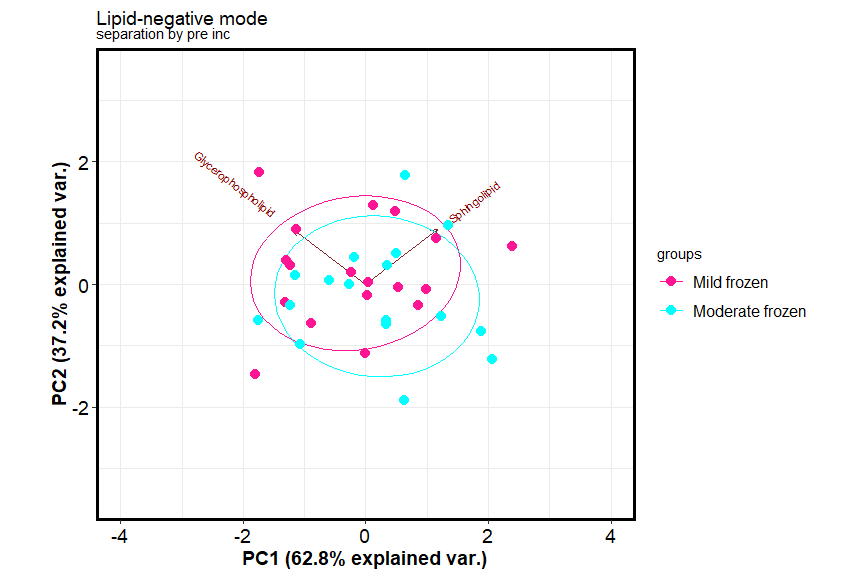 Lipid-negative mode
separation by pre inc
Glycerophospholipid
Sphingolipid
PC2 (37.2% explained var.)
2
0
-2
-4
-2
0
2
4
PC1 (62.8% explained var.)
groups
Mild frozen
Moderate frozen